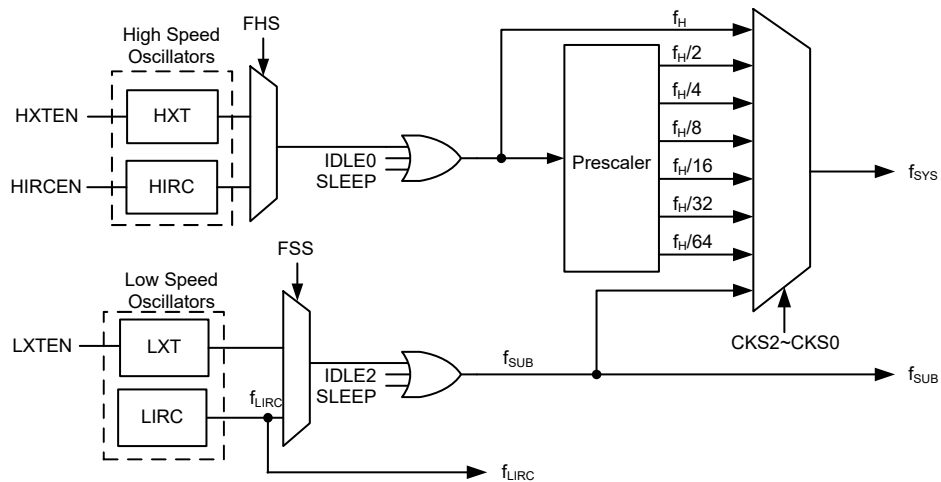 High Speed
Oscillators
FHS
HXTEN
HXT
HIRCEN
HIRC
IDLE0
SLEEP
Prescaler
fH
fH/2
fH/4
fH/8
fH/16
fH/32
fH/64
fSYS
CKS2~CKS0
Low Speed
Oscillators
FSS
LXTEN
LXT
LIRC
fLIRC
IDLE2
SLEEP
fSUB
fSUB
fLIRC